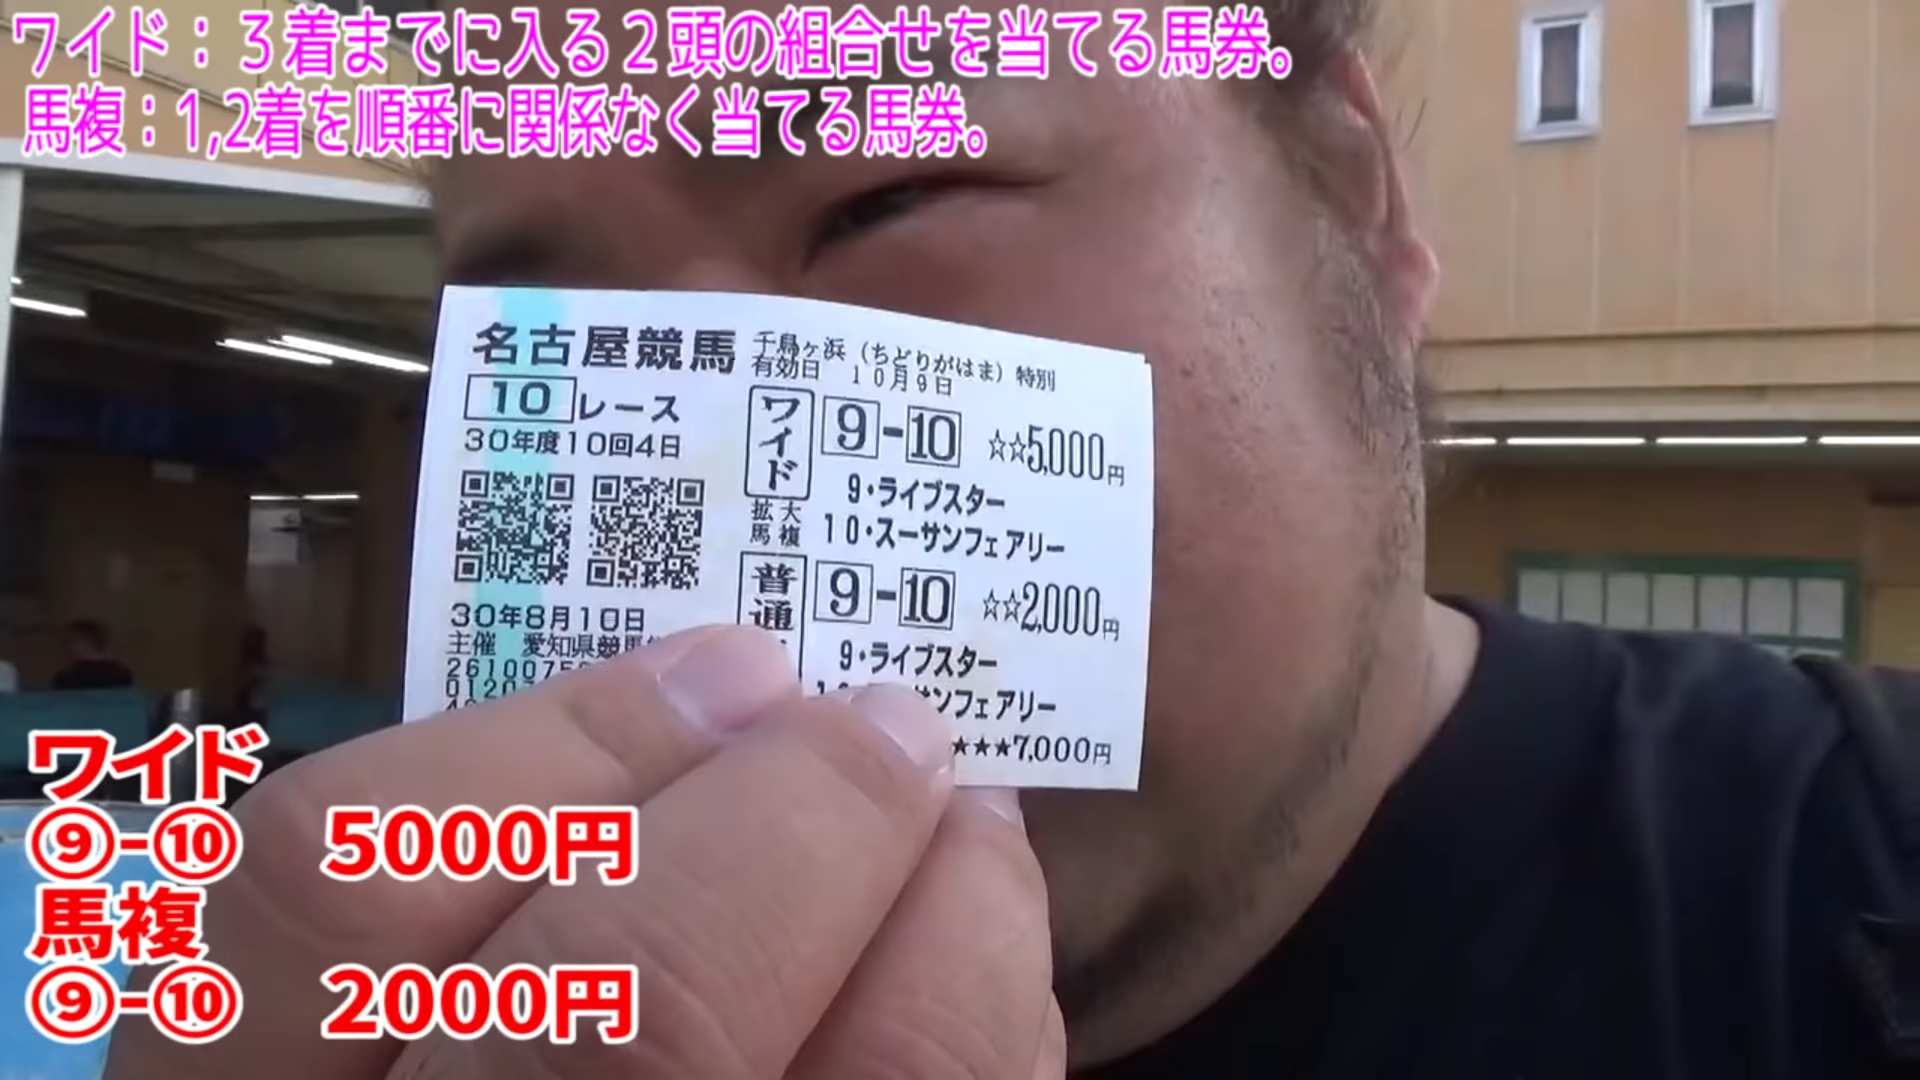 ワイド：３着までに入る２頭の組合せを当てる馬券。
馬複：1,2着を順番に関係なく当てる馬券。
名古屋競馬
千鳥ヶ浜（ちどりがはま）特別
有効日 10月9日
10レース
30年度10回4日
ワイド
9-10 ☆☆5,000円
9・ライブスター
拡大馬複
10・スーサンフェアリー
普通
9-10 ☆☆2,000円
30年8月10日
主催 愛知県競馬
9・ライブスター
サンフェアリー
★★★7,000円
ワイド
⑨-⑩ 5000円
馬複
⑨-⑩ 2000円